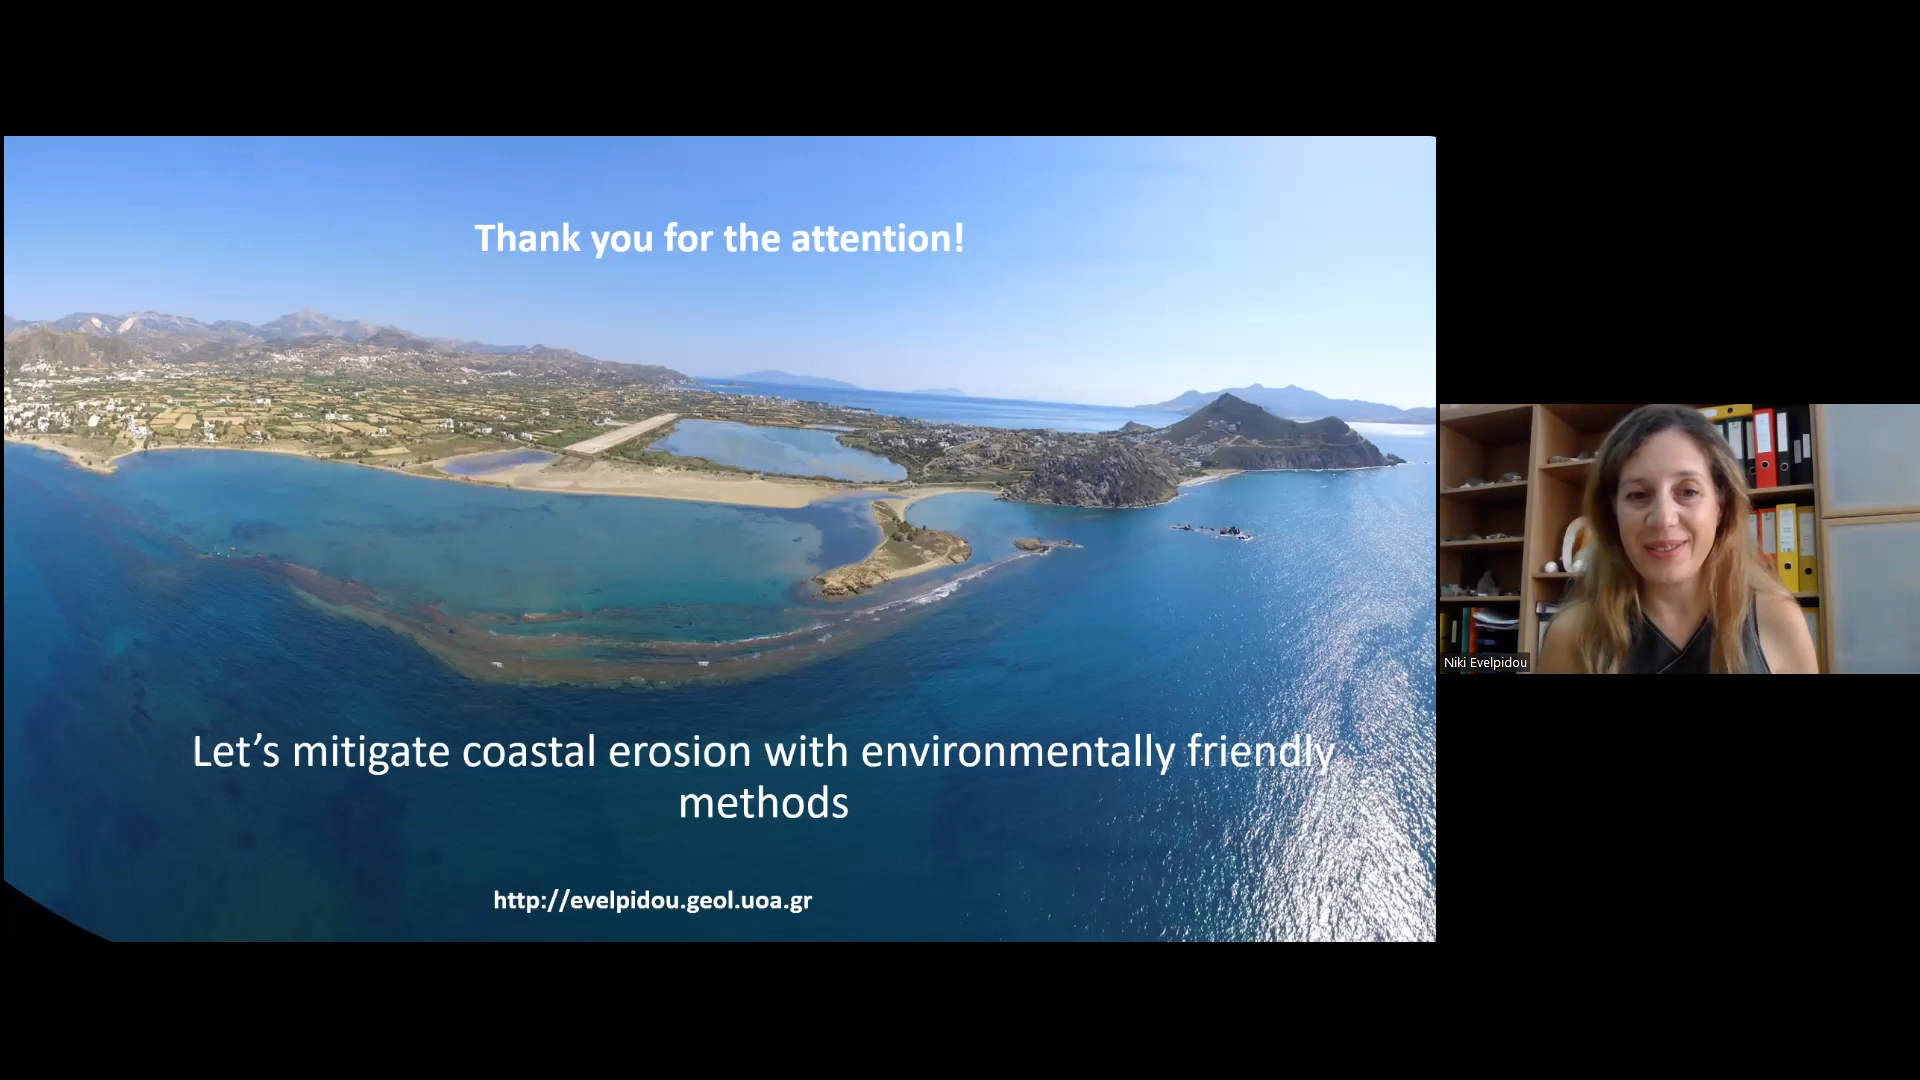 Thank you for the attention!
Let’s mitigate coastal erosion with environmentally friendly
methods
http://evelpidou.geol.uoa.gr
Niki Evelpidou